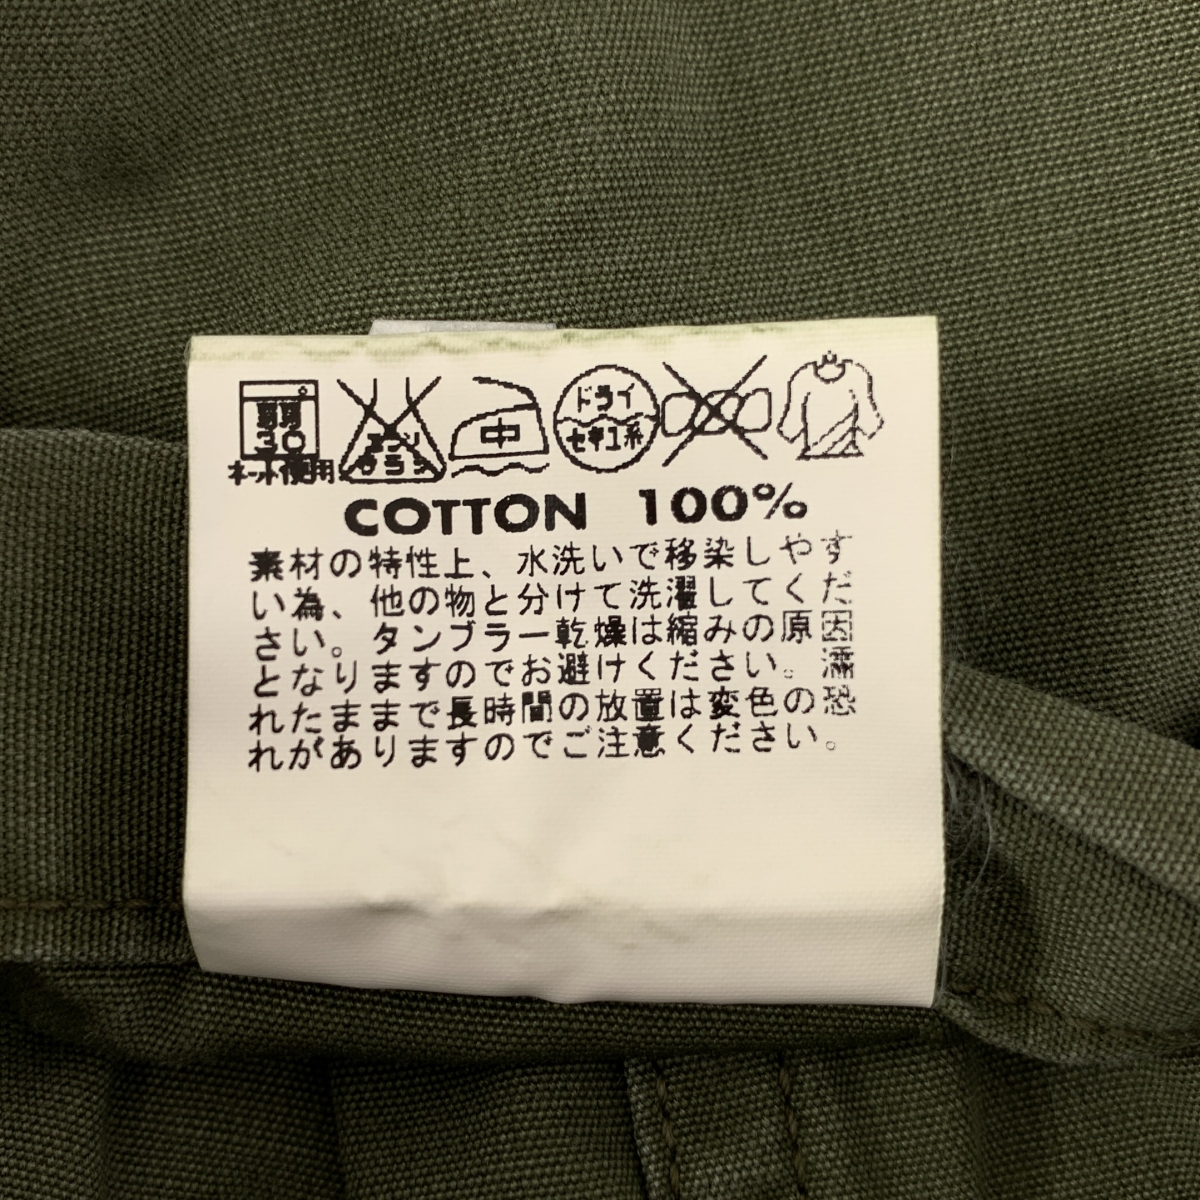 弱
30
ネット使用
エンソ
サラシ
中
ドライ
セキユ系
COTTON 100%
素材の特性上、水洗いで移染しやす
い為、他の物と分けて洗濯してくだ
さい。タンブラー乾燥は縮みの原因
となりますのでお避けください。濡
れたままで長時間の放置は変色の恐
れがありますのでご注意ください。